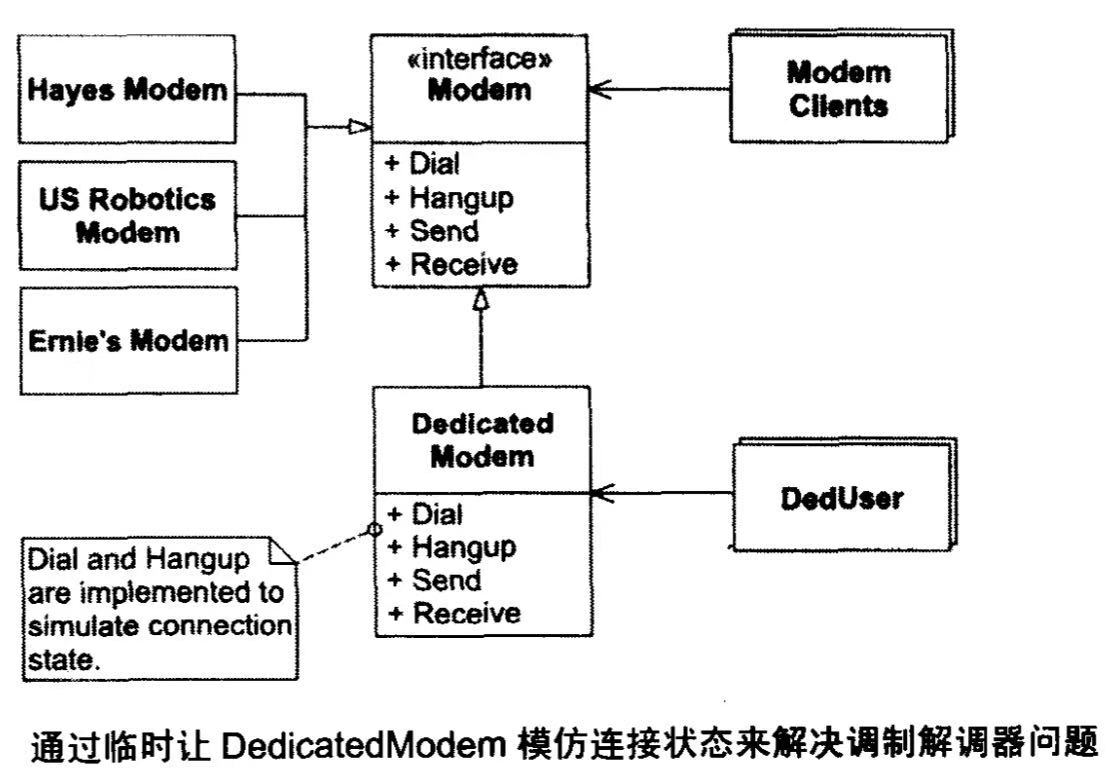 Hayes Modem
US Robotics
Modem
Ernie's Modem
«interface»
Modem
+ Dial
+ Hangup
+ Send
+ Receive
Modem
Clients
Dedicated
Modem
+ Dial
+ Hangup
+ Send
+ Receive
DedUser
Dial and Hangup
are implemented to
simulate connection
state.
通过临时让 DedicatedModem 模仿连接状态来解决调制解调器问题